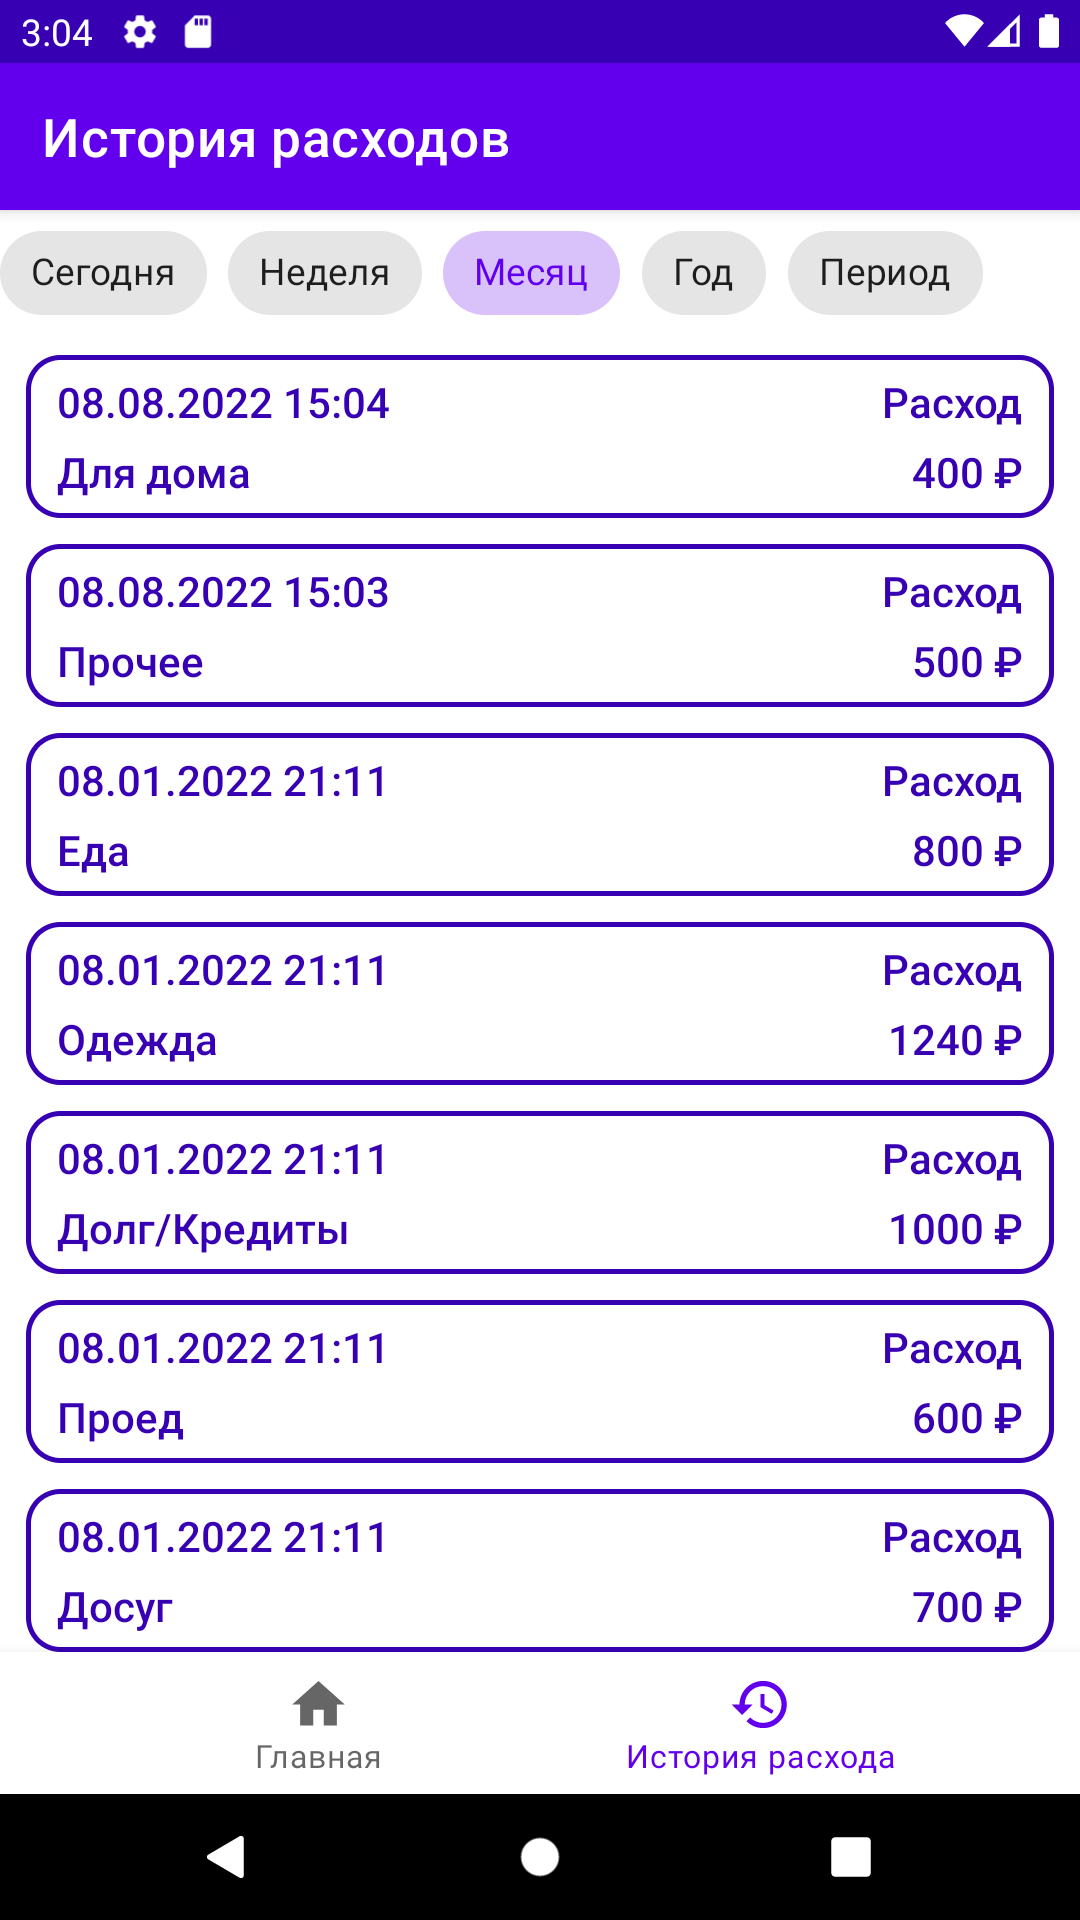 3:04
История расходов
Сегодня Неделя Месяц Год Период
08.08.2022 15:04 Расход
Для дома 400 ₽
08.08.2022 15:03 Расход
Прочее 500 ₽
08.01.2022 21:11 Расход
Еда 800 ₽
08.01.2022 21:11 Расход
Одежда 1240 ₽
08.01.2022 21:11 Расход
Долг/Кредиты 1000 ₽
08.01.2022 21:11 Расход
Проед 600 ₽
08.01.2022 21:11 Расход
Досуг 700 ₽
Главная История расхода